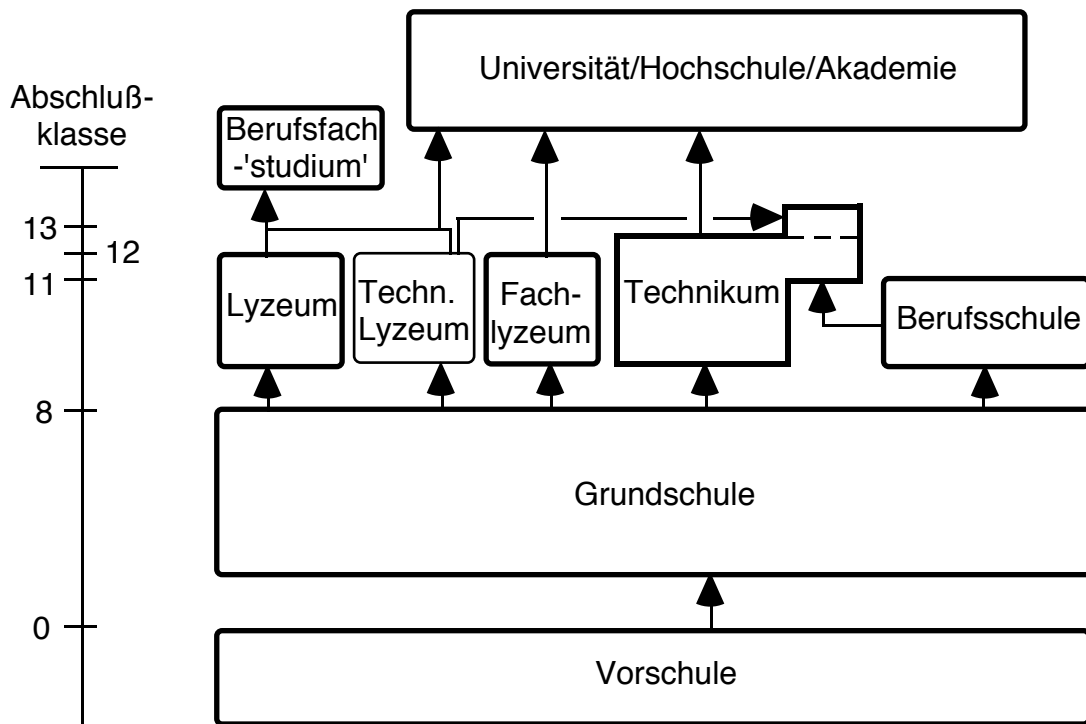 Universität/Hochschule/Akademie
Abschluß-
klasse
Berufsfach
-'studium'
13
12
11
Lyzeum
Techn.
Lyzeum
Fach-
lyzeum
Technikum
Berufsschule
8
Grundschule
0
Vorschule